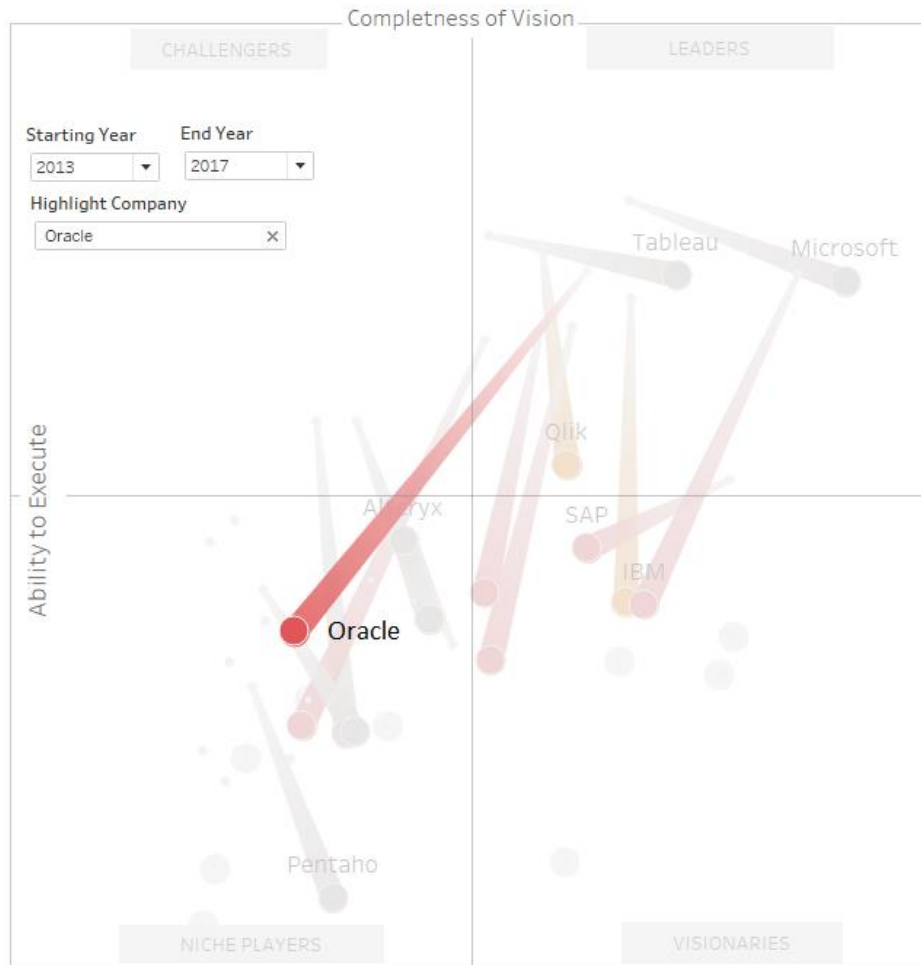 Completness of Vision
CHALLENGERS
LEADERS
Starting Year
End Year
2013
2017
Highlight Company
Oracle
Tableau
Microsoft
Qlik
Ability to Execute
Alteryx
SAP
IBM
Oracle
Pentaho
NICHE PLAYERS
VISIONARIES